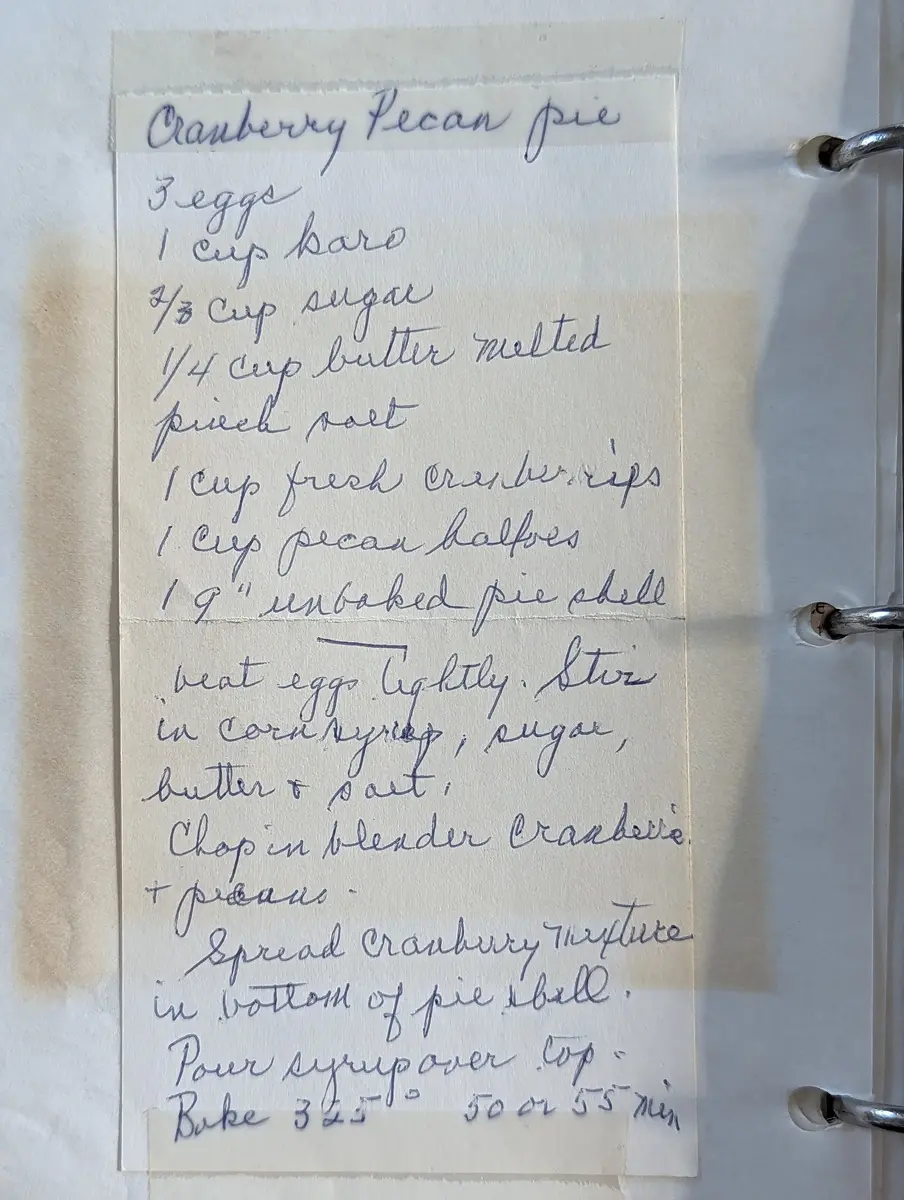 Cranberry Pecan pie
3 eggs
1 cup karo
2/3 cup sugar
1/4 cup butter melted
pinch salt
1 cup fresh cranberries
1 cup pecan halfves
1 9" unbaked pie shell
beat eggs lightly. Stir
in corn syrup, sugar,
butter + salt.
Chop in blender Cranberrie
+ pecans.
Spread Cranberry Mixture
in bottom of pie shell.
Pour syrup over top.
Bake 325° 50 or 55 min